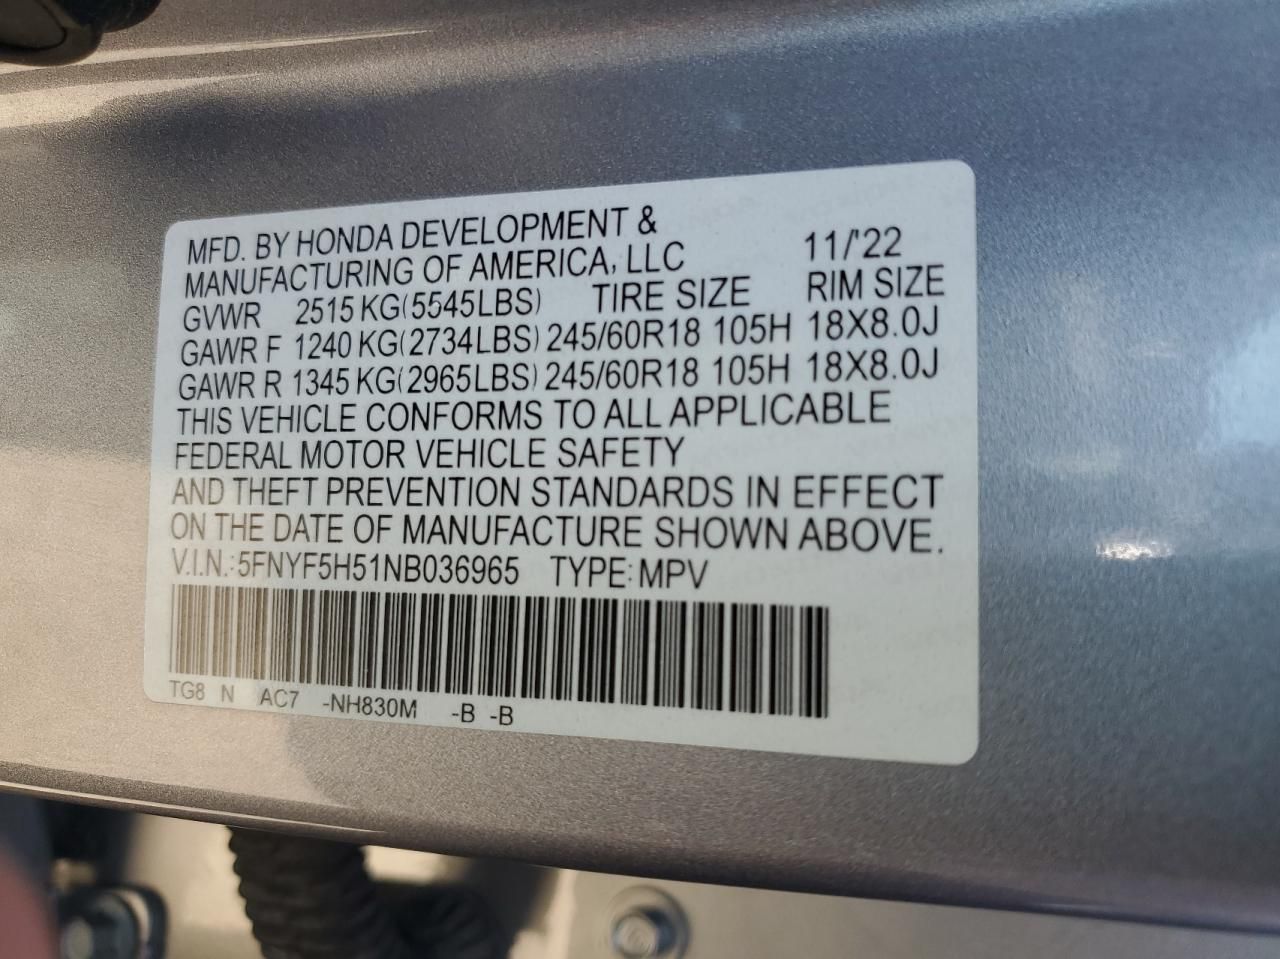 MFD. BY HONDA DEVELOPMENT &
MANUFACTURING OF AMERICA, LLC 11/'22
GVWR 2515 KG(5545LBS) TIRE SIZE RIM SIZE
GAWR F 1240 KG(2734LBS) 245/60R18 105H 18X8.0J
GAWR R 1345 KG(2965LBS) 245/60R18 105H 18X8.0J
THIS VEHICLE CONFORMS TO ALL APPLICABLE
FEDERAL MOTOR VEHICLE SAFETY
AND THEFT PREVENTION STANDARDS IN EFFECT
ON THE DATE OF MANUFACTURE SHOWN ABOVE.
V.I.N.:5FNYF5H51NB036965 TYPE:MPV
TG8 N AC7 -NH830M -B -B